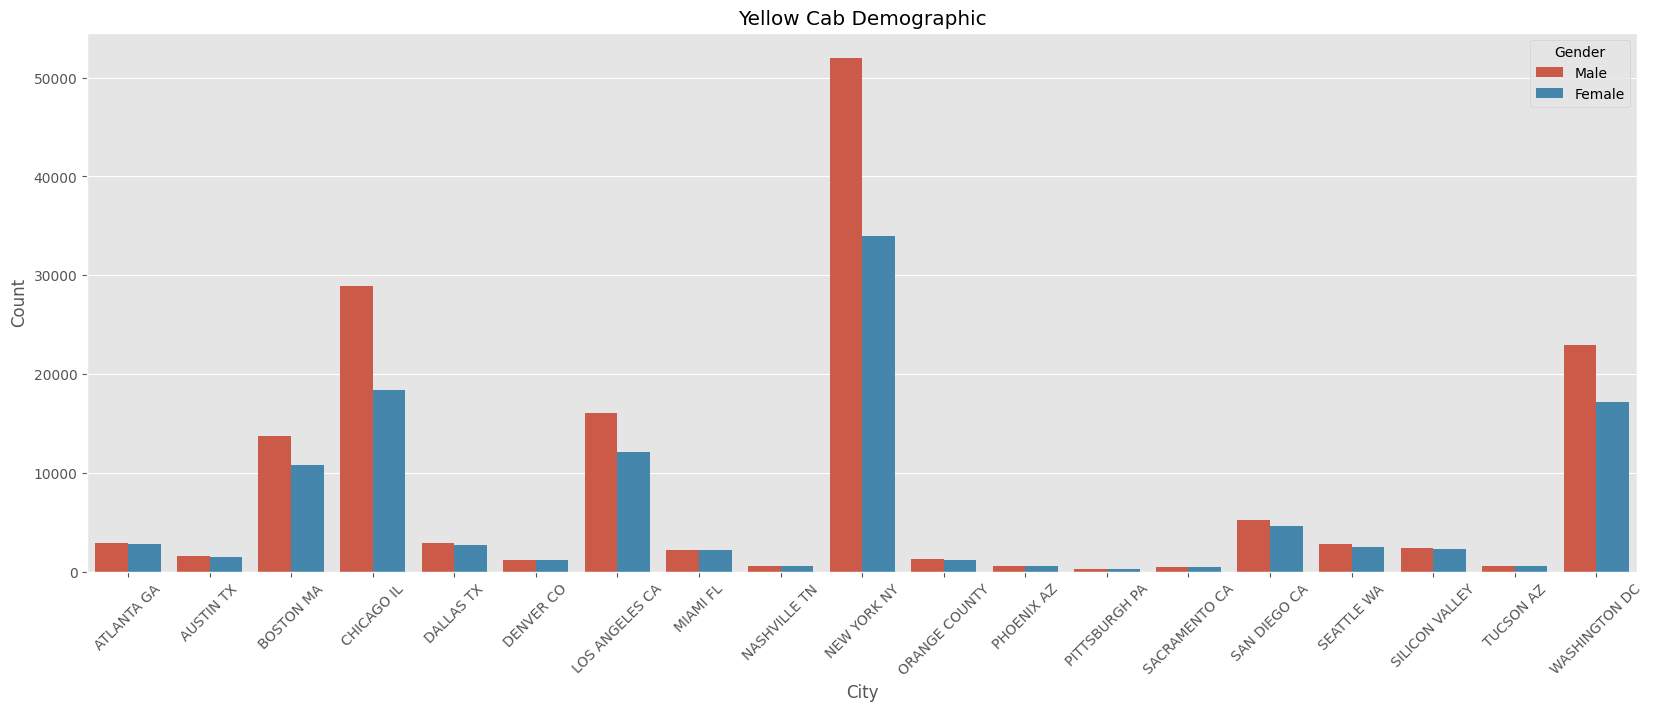 Yellow Cab Demographic
Gender
Male
Female
Count
50000
40000
30000
20000
10000
0
ATLANTA GA
AUSTIN TX
BOSTON MA
CHICAGO IL
DALLAS TX
DENVER CO
LOS ANGELES CA
MIAMI FL
NASHVILLE TN
NEW YORK NY
ORANGE COUNTY
PHOENIX AZ
PITTSBURGH PA
SACRAMENTO CA
SAN DIEGO CA
SEATTLE WA
SILICON VALLEY
TUCSON AZ
WASHINGTON DC
City